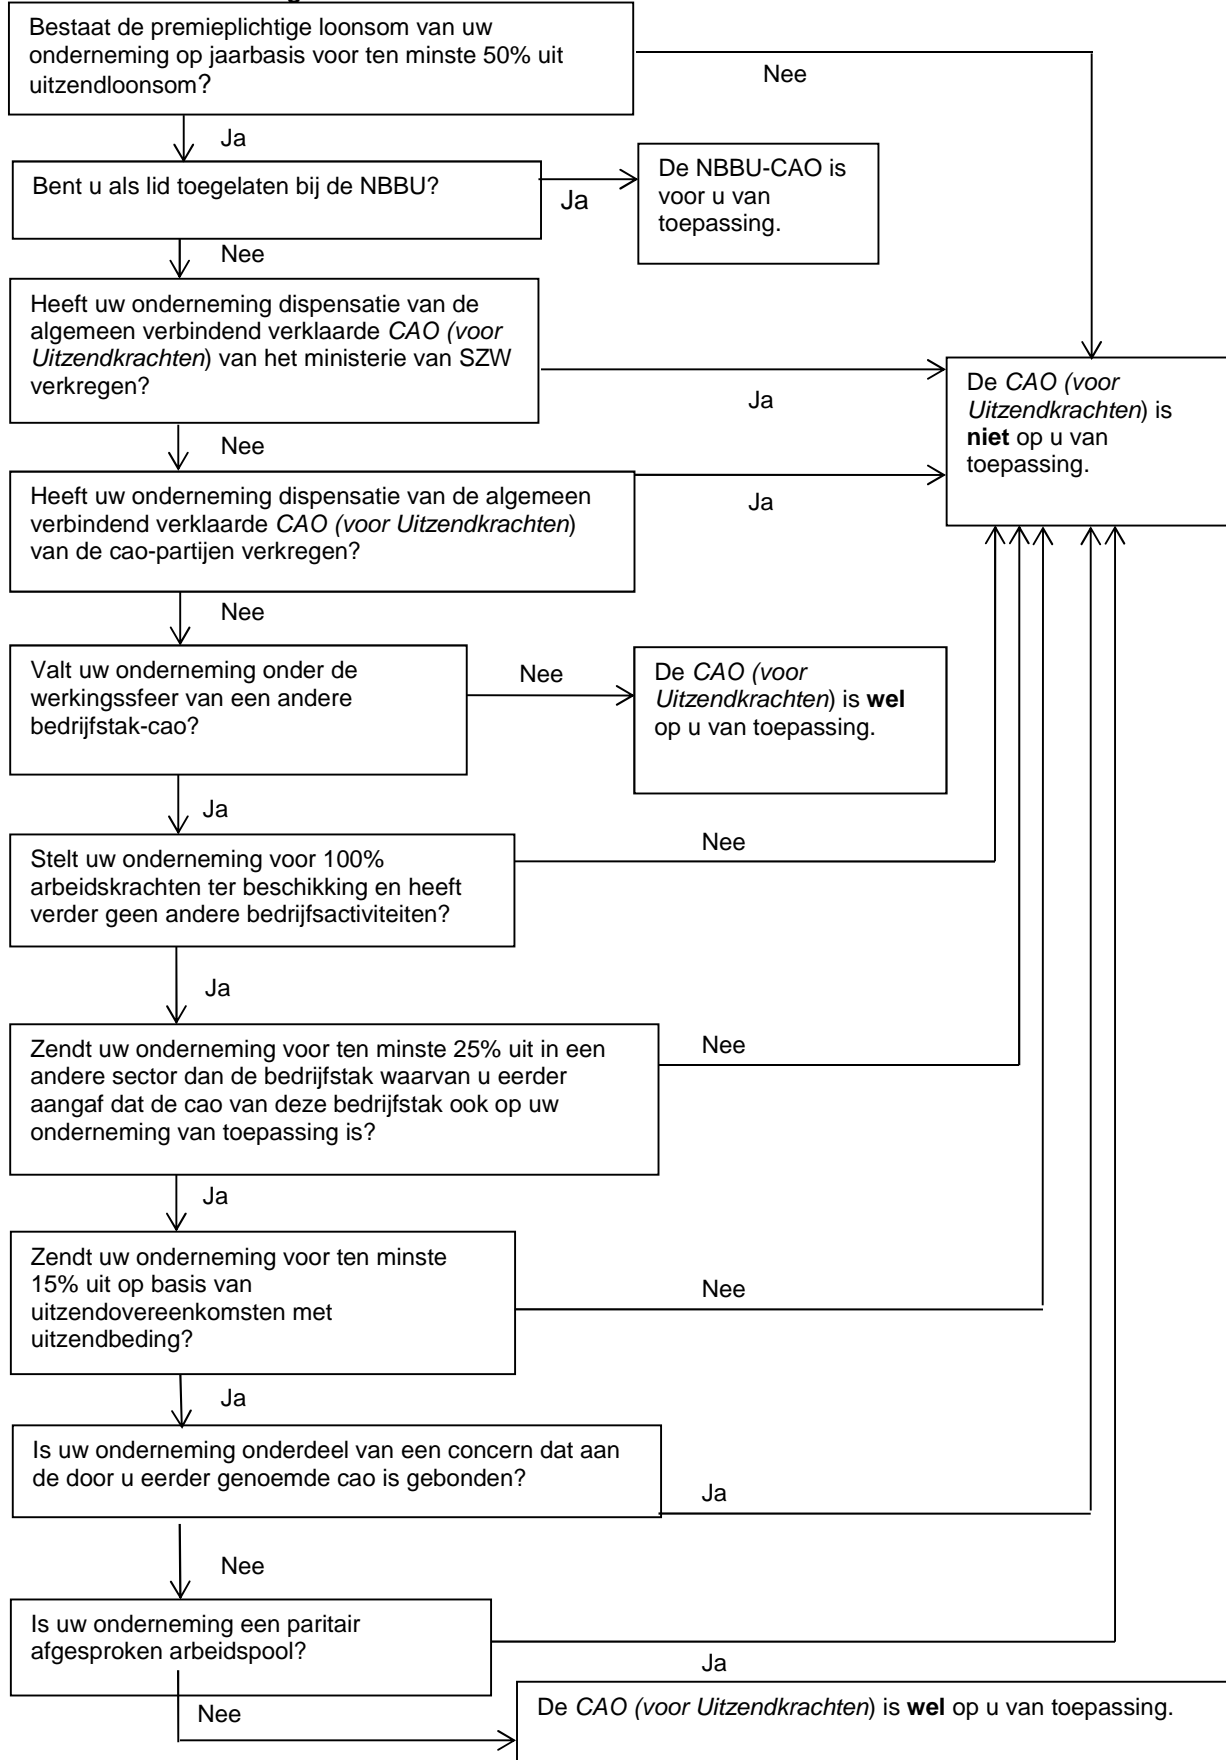 Bestaat de premieplichtige loonsom van uw
onderneming op jaarbasis voor ten minste 50% uit
uitzendloonsom?
Nee
Ja
Bent u als lid toegelaten bij de NBBU?
Ja
De NBBU-CAO is
voor u van
toepassing.
Nee
Heeft uw onderneming dispensatie van de
algemeen verbindend verklaarde CAO (voor
Uitzendkrachten) van het ministerie van SZW
verkregen?
Ja
De CAO (voor
Uitzendkrachten) is
niet op u van
toepassing.
Nee
Heeft uw onderneming dispensatie van de algemeen
verbindend verklaarde CAO (voor Uitzendkrachten)
van de cao-partijen verkregen?
Ja
Nee
Valt uw onderneming onder de
werkingssfeer van een andere
bedrijfstak-cao?
Nee
De CAO (voor
Uitzendkrachten) is wel
op u van toepassing.
Ja
Stelt uw onderneming voor 100%
arbeidskrachten ter beschikking en heeft
verder geen andere bedrijfsactiviteiten?
Nee
Ja
Zendt uw onderneming voor ten minste 25% uit in een
andere sector dan de bedrijfstak waarvan u eerder
aangaf dat de cao van deze bedrijfstak ook op uw
onderneming van toepassing is?
Nee
Ja
Zendt uw onderneming voor ten minste
15% uit op basis van
uitzendovereenkomsten met
uitzendbeding?
Nee
Ja
Is uw onderneming onderdeel van een concern dat aan
de door u eerder genoemde cao is gebonden?
Ja
Nee
Is uw onderneming een paritair
afgesproken arbeidspool?
Ja
Nee
De CAO (voor Uitzendkrachten) is wel op u van toepassing.